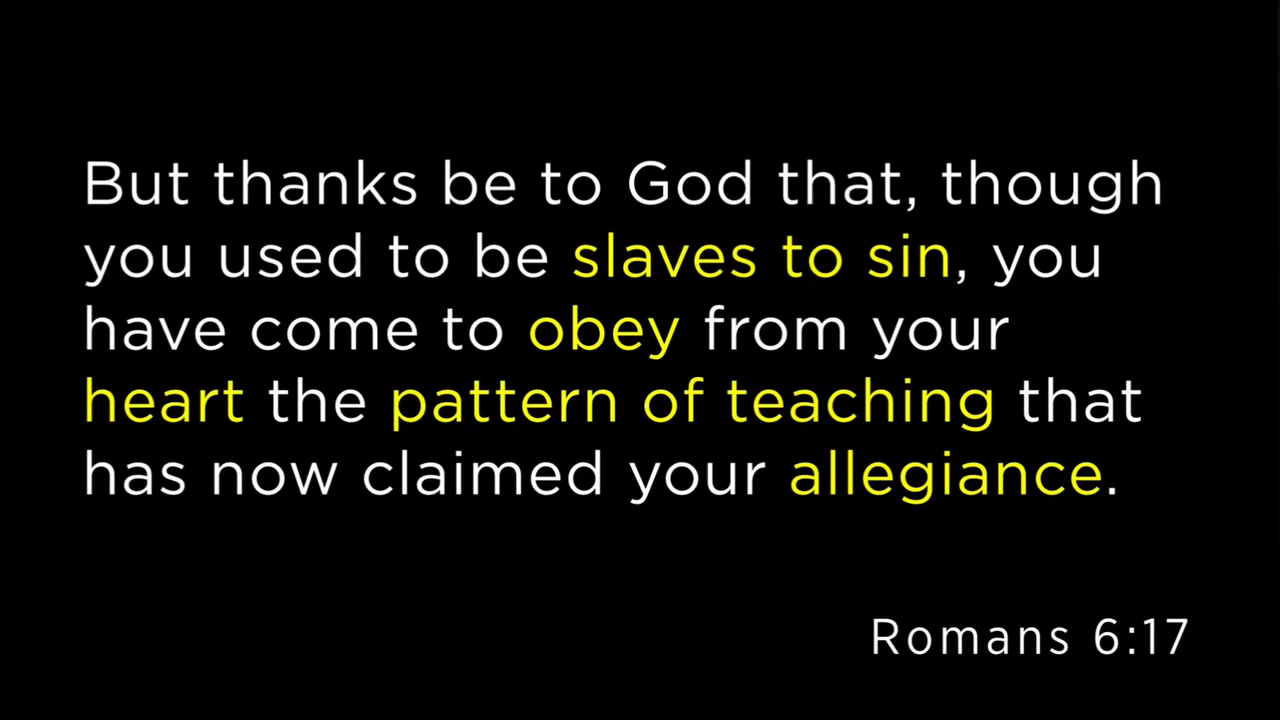 But thanks be to God that, though
you used to be slaves to sin, you
have come to obey from your
heart the pattern of teaching that
has now claimed your allegiance.
Romans 6:17